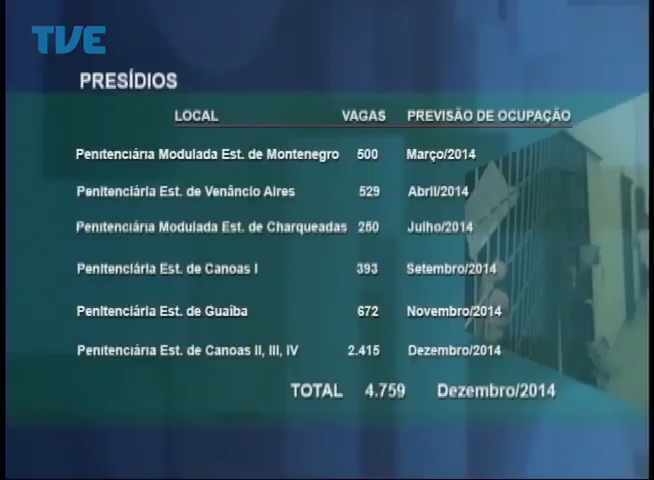 TVE
PRESÍDIOS
LOCAL VAGAS PREVISÃO DE OCUPAÇÃO
Penitenciária Modulada Est. de Montenegro 500 Março/2014
Penitenciária Est. de Venâncio Aires 529 Abril/2014
Penitenciária Modulada Est. de Charqueadas 250 Julho/2014
Penitenciária Est. de Canoas I 393 Setembro/2014
Penitenciária Est. de Guaíba 672 Novembro/2014
Penitenciária Est. de Canoas II, III, IV 2.415 Dezembro/2014
TOTAL 4.759 Dezembro/2014